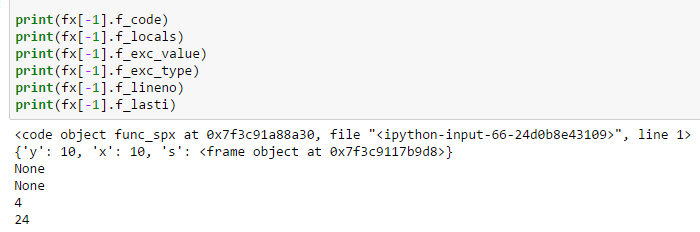 print(fx[-1].f_code)
print(fx[-1].f_locals)
print(fx[-1].f_exc_value)
print(fx[-1].f_exc_type)
print(fx[-1].f_lineno)
print(fx[-1].f_lasti)
<code object func_spx at 0x7f3c91a88a30, file "<ipython-input-66-24d0b8e43109>", line 1>
{'y': 10, 'x': 10, 's': <frame object at 0x7f3c9117b9d8>}
None
None
4
24